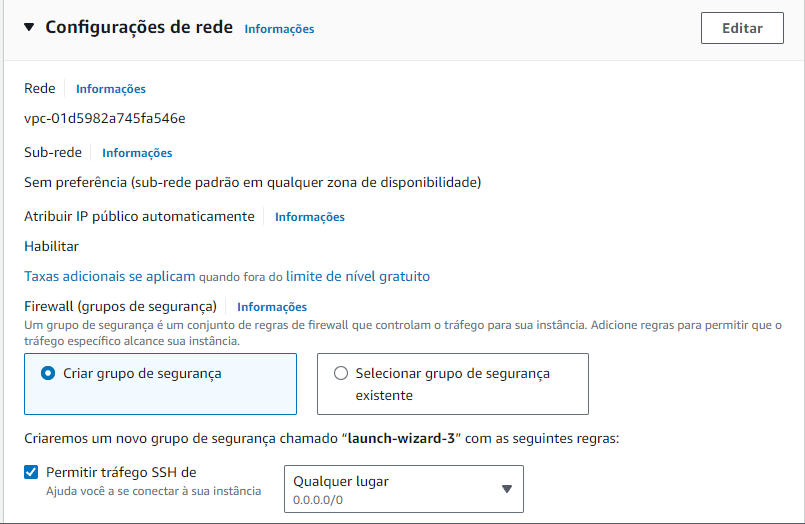 Configurações de rede Informações Editar
Rede Informações
vpc-01d5982a745fa546e
Sub-rede Informações
Sem preferência (sub-rede padrão em qualquer zona de disponibilidade)
Atribuir IP público automaticamente Informações
Habilitar
Taxas adicionais se aplicam quando fora do limite de nível gratuito
Firewall (grupos de segurança) Informações
Um grupo de segurança é um conjunto de regras de firewall que controlam o tráfego para sua instância. Adicione regras para permitir que o
tráfego específico alcance sua instância.
Criar grupo de segurança
Selecionar grupo de segurança
existente
Criaremos um novo grupo de segurança chamado “launch-wizard-3” com as seguintes regras:
Permitir tráfego SSH de
Ajuda você a se conectar à sua instância
Qualquer lugar
0.0.0.0/0